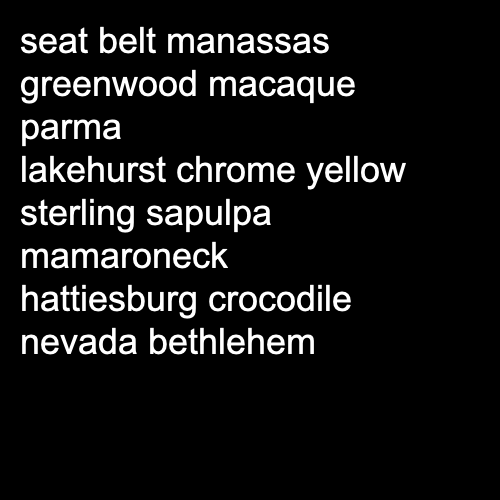 seat belt manassas
greenwood macaque
parma
lakehurst chrome yellow
sterling sapulpa
mamaroneck
hattiesburg crocodile
nevada bethlehem